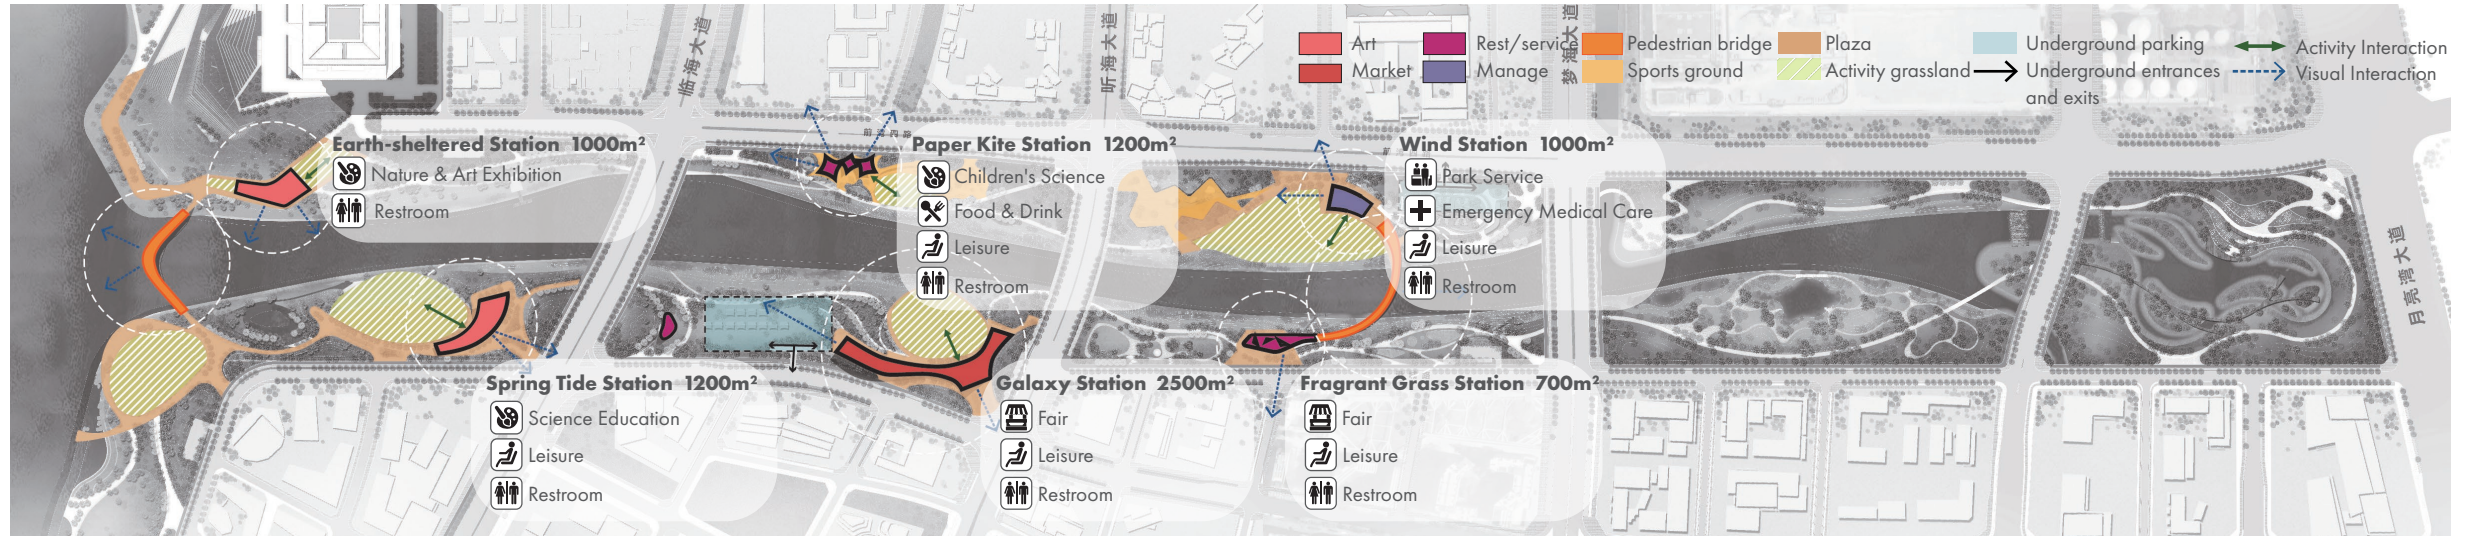 Art
Rest/service
Pedestrian bridge
Plaza
Underground parking
Activity Interaction
Market
Manage
Sports ground
Activity grassland
Underground entrances
and exits
Visual Interaction
临海大道
听海大道
梦海大道
月亮湾大道
Earth-sheltered Station 1000m²
Nature & Art Exhibition
Restroom
Paper Kite Station 1200m²
Children's Science
Food & Drink
Leisure
Restroom
Wind Station 1000m²
Park Service
Emergency Medical Care
Leisure
Restroom
Spring Tide Station 1200m²
Science Education
Leisure
Restroom
Galaxy Station 2500m²
Fair
Leisure
Restroom
Fragrant Grass Station 700m²
Fair
Leisure
Restroom